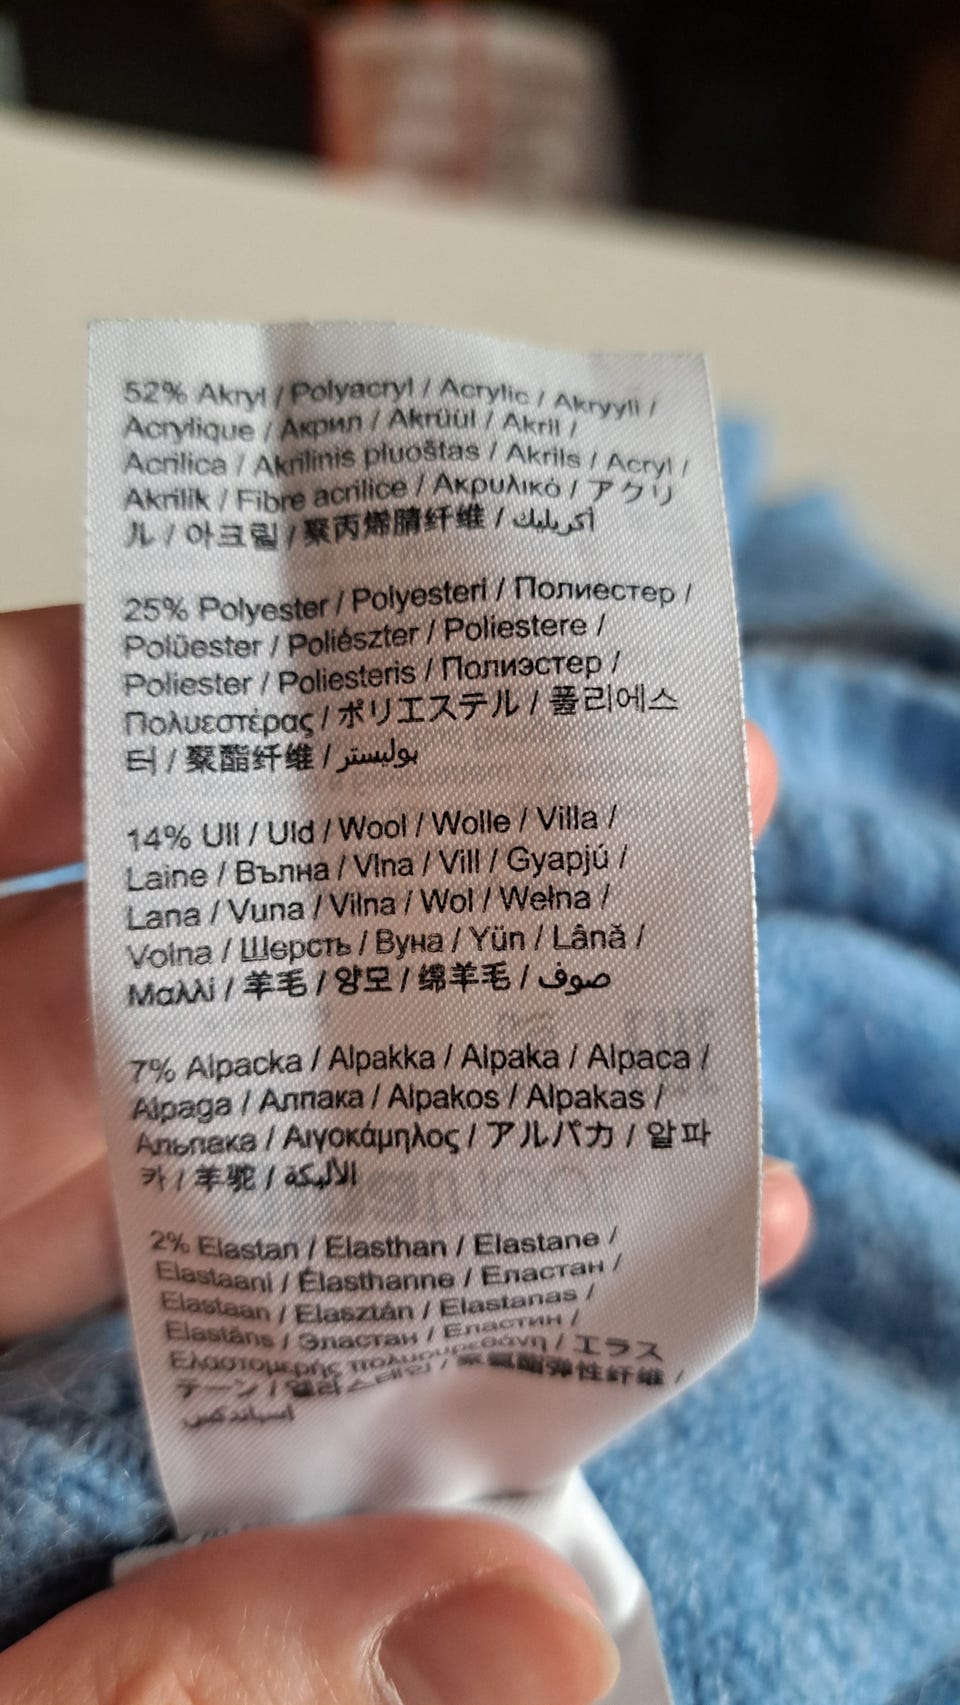 52% Akryl / Polyacryl / Acrylic / Akryyli /
Acrylique / Акрил / Akrüül / Akril /
Acrilica / Akrilinis pluoštas / Akrils / Acryl /
Akrilik / Fibre acrilice / Ακρυλικό / アクリ
ル / 아크릴 / 聚丙烯腈纤维 / أكريليك
25% Polyester / Polyesteri / Полиестер /
Polüester / Poliészter / Poliestere /
Poliester / Poliesteris / Полиэстер /
Πολυεστέρας / ポリエステル / 폴리에스
터 / 聚酯纤维 / بوليستر
14% Ull / Uld / Wool / Wolle / Villa /
Laine / Вълна / Vlna / Vill / Gyapjú /
Lana / Vuna / Vilna / Wol / Wełna /
Volna / Шерсть / Вуна / Yün / Lână /
Μαλλί / 羊毛 / 양모 / 绵羊毛 / صوف
7% Alpacka / Alpakka / Alpaka / Alpaca /
Alpaga / Алпака / Alpakos / Alpakas /
Альпака / Αιγοκάμηλος / アルパカ / 알파
카 / 羊驼 / الألبكة
2% Elastan / Elasthan / Elastane /
Elastaani / Élasthanne / Еластан /
Elastaan / Elasztán / Elastanas /
Elastāns / Эластан / Еластин /
Ελαστομερής πολυουρεθάνη / エラス
テーン / 엘라스테인 / 聚氨酯弹性纤维 /
إسباندكس